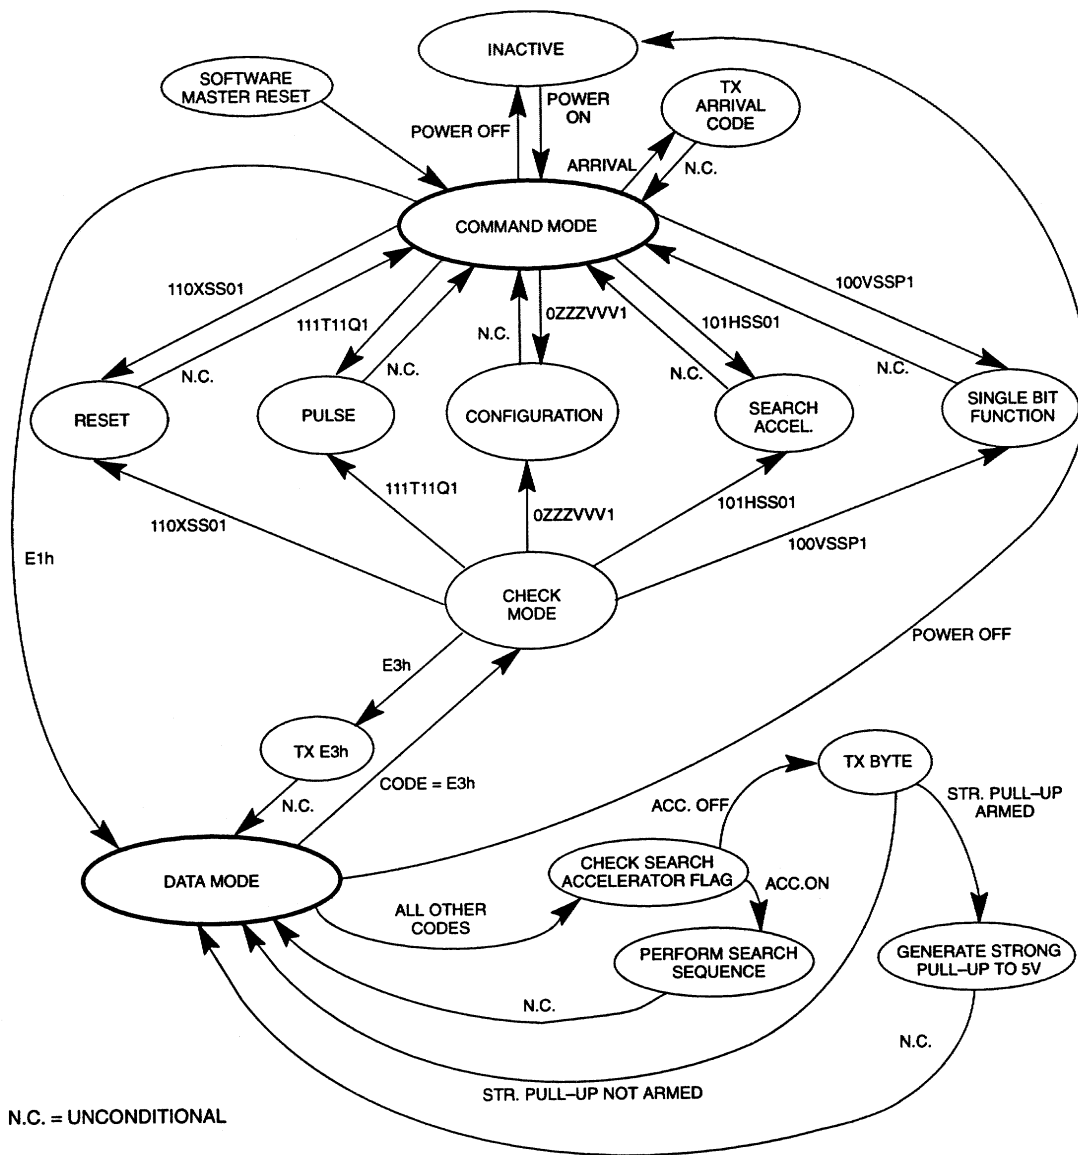 INACTIVE
SOFTWARE
MASTER RESET
TX
ARRIVAL
CODE
POWER
ON
POWER OFF
ARRIVAL
N.C.
COMMAND MODE
110XSS01
111T11Q1
N.C.
0ZZZVVV1
101HSS01
100VSSP1
N.C.
N.C.
N.C.
N.C.
RESET
PULSE
CONFIGURATION
SEARCH
ACCEL.
SINGLE BIT
FUNCTION
110XSS01
111T11Q1
0ZZZVVV1
101HSS01
100VSSP1
E1h
CHECK
MODE
POWER OFF
E3h
TX E3h
CODE = E3h
N.C.
TX BYTE
ACC. OFF
STR. PULL–UP
ARMED
DATA MODE
CHECK SEARCH
ACCELERATOR FLAG
ACC.ON
ALL OTHER
CODES
PERFORM SEARCH
SEQUENCE
GENERATE STRONG
PULL–UP TO 5V
N.C.
N.C.
STR. PULL–UP NOT ARMED
N.C. = UNCONDITIONAL